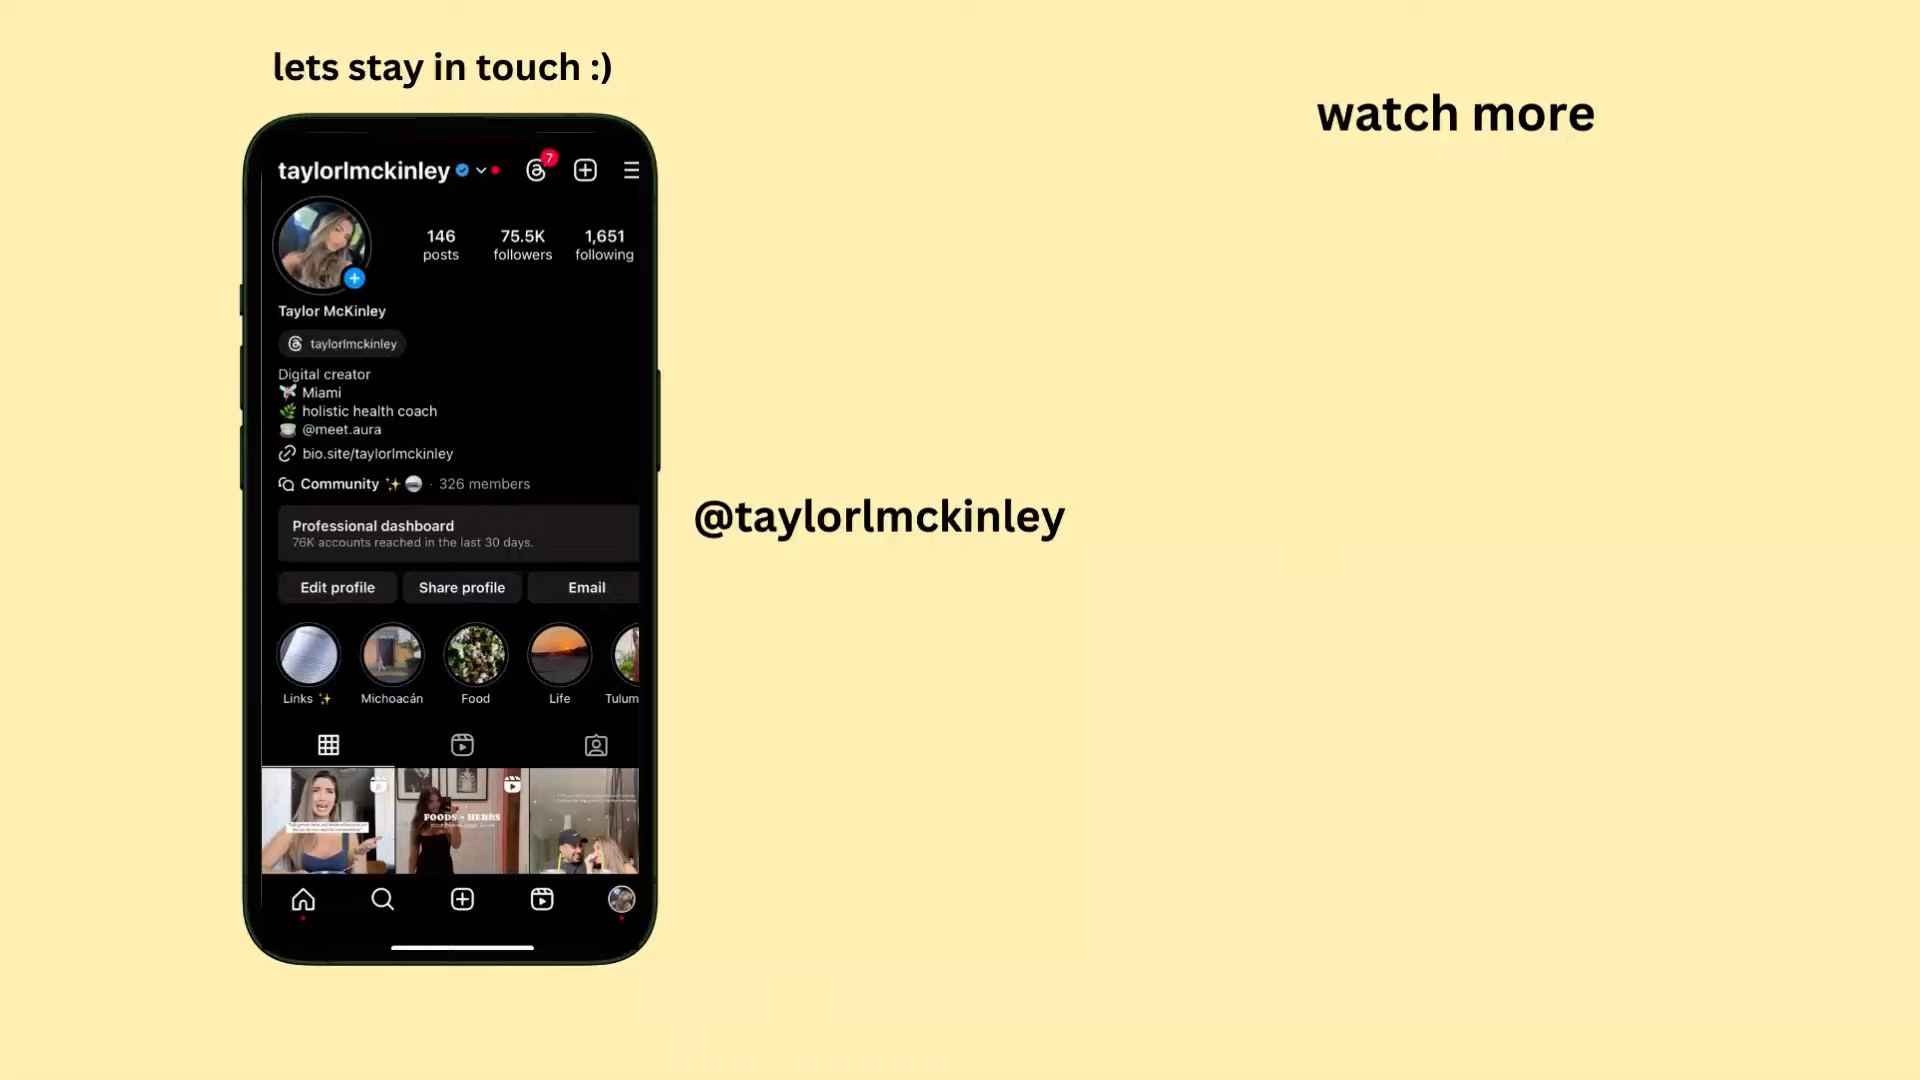 lets stay in touch :)
watch more
taylorlmckinley
7
146
posts
75.5K
followers
1,651
following
Taylor McKinley
taylorlmckinley
Digital creator
Miami
holistic health coach
@meet.aura
bio.site/taylorlmckinley
Community ✨ · 326 members
@taylorlmckinley
Professional dashboard
76K accounts reached in the last 30 days.
Edit profile
Share profile
Email
Links ✨
Michoacán
Food
Life
Tulum
FOODS + HERBS